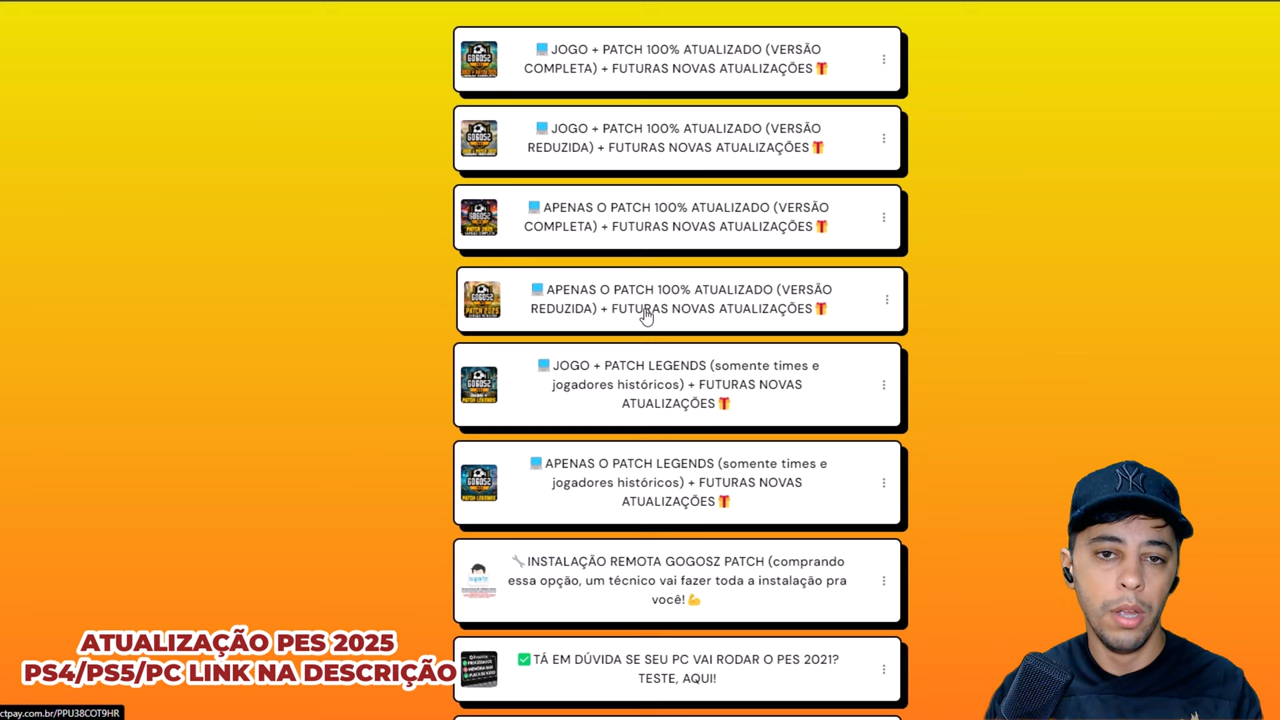 💻JOGO + PATCH 100% ATUALIZADO (VERSÃO
COMPLETA) + FUTURAS NOVAS ATUALIZAÇÕES🎁
💻JOGO + PATCH 100% ATUALIZADO (VERSÃO
REDUZIDA) + FUTURAS NOVAS ATUALIZAÇÕES🎁
💻APENAS O PATCH 100% ATUALIZADO (VERSÃO
COMPLETA) + FUTURAS NOVAS ATUALIZAÇÕES🎁
💻APENAS O PATCH 100% ATUALIZADO (VERSÃO
REDUZIDA) + FUTURAS NOVAS ATUALIZAÇÕES🎁
💻JOGO + PATCH LEGENDS (somente times e
jogadores históricos) + FUTURAS NOVAS
ATUALIZAÇÕES🎁
💻APENAS O PATCH LEGENDS (somente times e
jogadores históricos) + FUTURAS NOVAS
ATUALIZAÇÕES🎁
🔧INSTALAÇÃO REMOTA GOGOSZ PATCH (comprando
essa opção, um técnico vai fazer toda a instalação pra
você!💪
✅TÁ EM DÚVIDA SE SEU PC VAI RODAR O PES 2021?
TESTE, AQUI!
ATUALIZAÇÃO PES 2025
PS4/PS5/PC LINK NA DESCRIÇÃO
ctpay.com.br/PPU38COT9HR